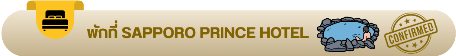 พักที่ SAPPORO PRINCE HOTEL
CONFIRMED